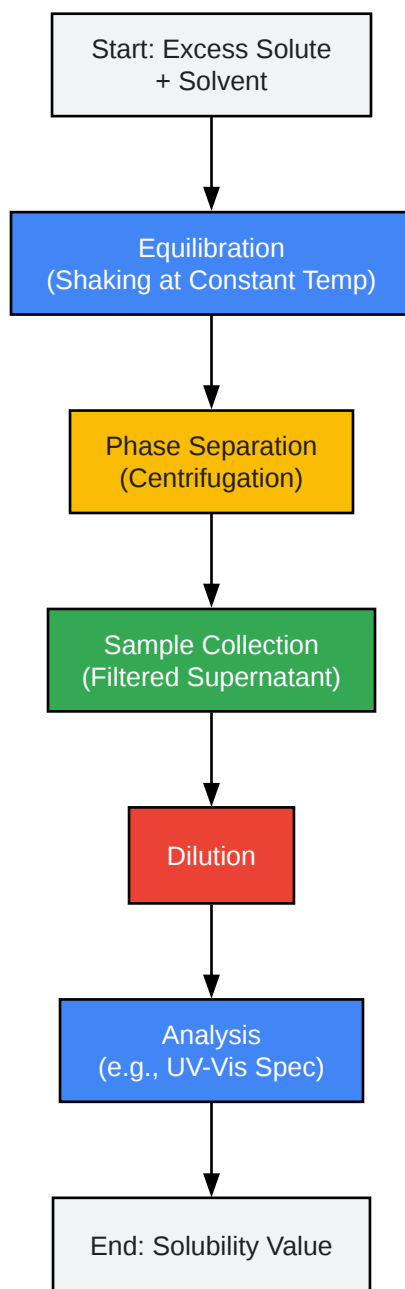 Start: Excess Solute
+ Solvent
Equilibration
(Shaking at Constant Temp)
Phase Separation
(Centrifugation)
Sample Collection
(Filtered Supernatant)
Dilution
Analysis
(e.g., UV-Vis Spec)
End: Solubility Value